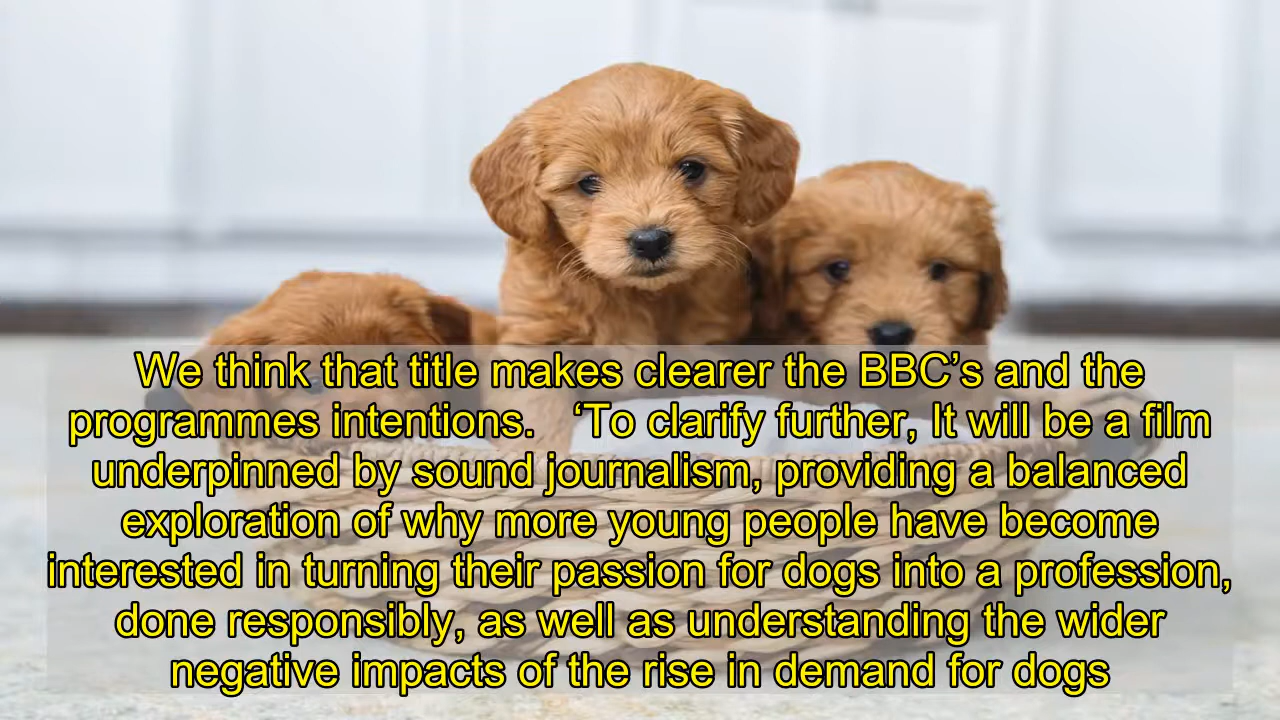 We think that title makes clearer the BBC’s and the
programmes intentions.   ‘To clarify further, It will be a film
underpinned by sound journalism, providing a balanced
exploration of why more young people have become
interested in turning their passion for dogs into a profession,
done responsibly, as well as understanding the wider
negative impacts of the rise in demand for dogs